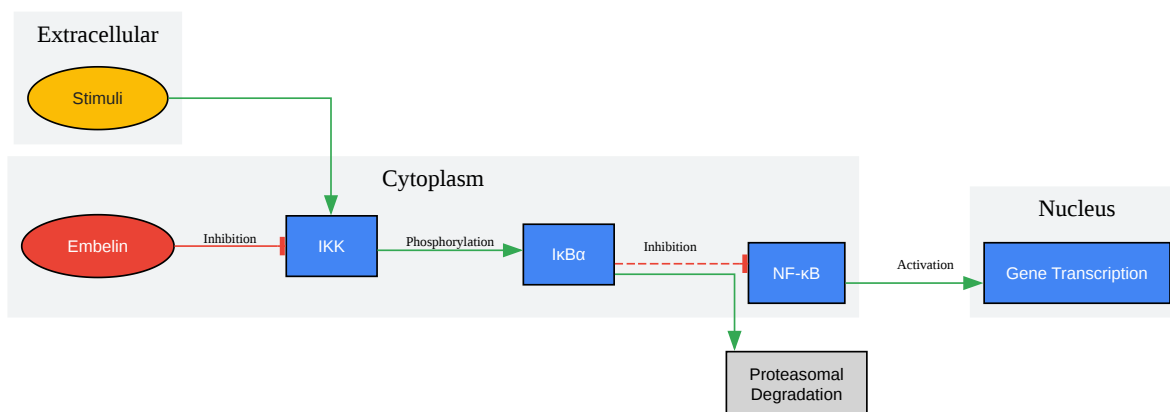 Extracellular
Stimuli
Cytoplasm
Embelin
Inhibition
IKK
Phosphorylation
IκBα
Inhibition
NF-κB
Activation
Nucleus
Gene Transcription
Proteasomal
Degradation